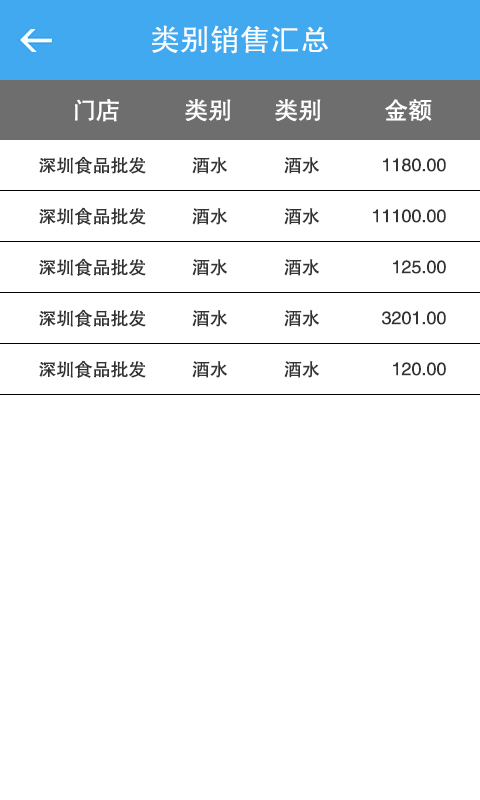 类别销售汇总
门店 类别 类别 金额
深圳食品批发 酒水 酒水 1180.00
深圳食品批发 酒水 酒水 11100.00
深圳食品批发 酒水 酒水 125.00
深圳食品批发 酒水 酒水 3201.00
深圳食品批发 酒水 酒水 120.00